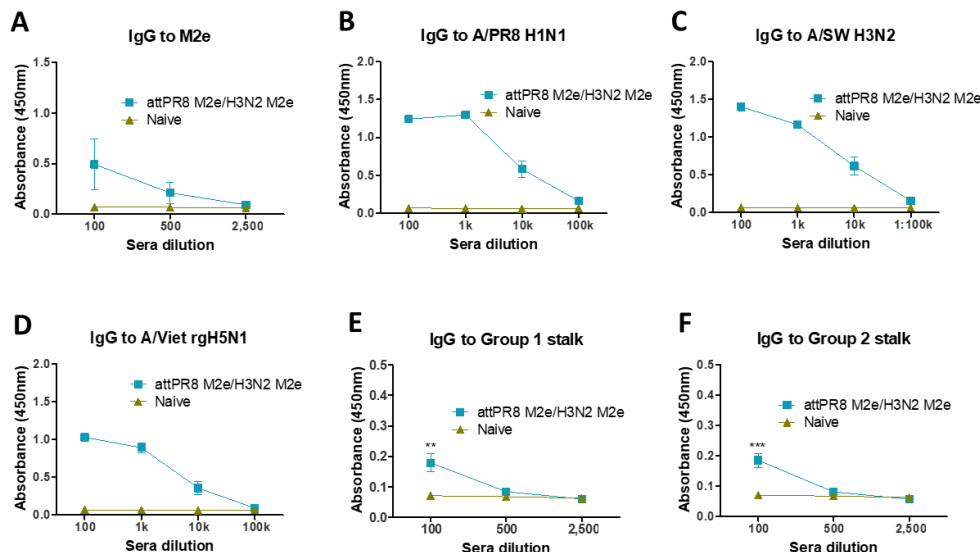 A
IgG to M2e
Absorbance (450nm)
1.5
1.0
0.5
0.0
attPR8 M2e/H3N2 M2e
Naive
100 500 2,500
Sera dilution
B
IgG to A/PR8 H1N1
Absorbance (450nm)
2.0
1.5
1.0
0.5
0.0
attPR8 M2e/H3N2 M2e
Naive
100 1k 10k 100k
Sera dilution
C
IgG to A/SW H3N2
Absorbance (450nm)
2.0
1.5
1.0
0.5
0.0
attPR8 M2e/H3N2 M2e
Naive
100 1k 10k 1:100k
Sera dilution
D
IgG to A/Viet rgH5N1
Absorbance (450nm)
2.0
1.5
1.0
0.5
0.0
attPR8 M2e/H3N2 M2e
Naive
100 1k 10k 100k
Sera dilution
E
IgG to Group 1 stalk
Absorbance (450nm)
0.5
0.4
0.3
0.2
0.1
0.0
attPR8 M2e/H3N2 M2e
Naive
**
100 500 2,500
Sera dilution
F
IgG to Group 2 stalk
Absorbance (450nm)
0.5
0.4
0.3
0.2
0.1
0.0
attPR8 M2e/H3N2 M2e
Naive
***
100 500 2,500
Sera dilution